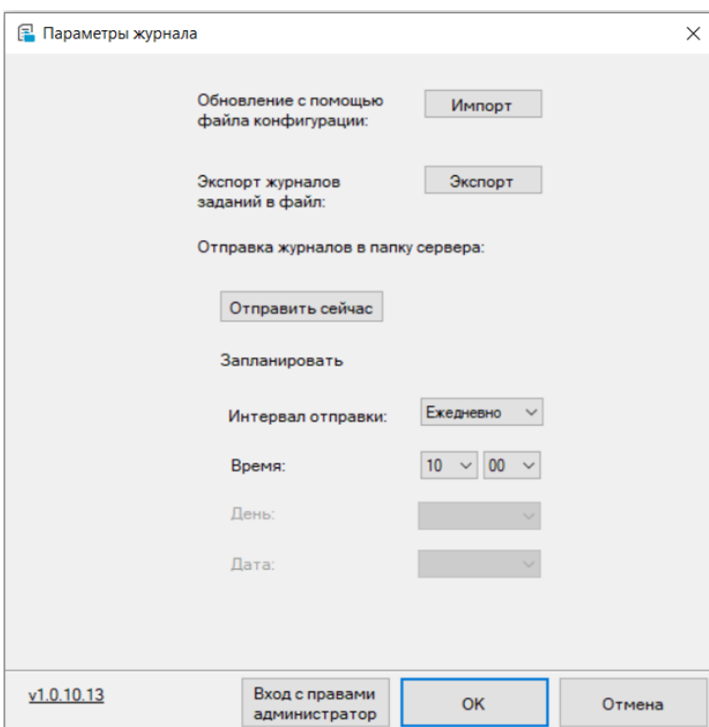 Параметры журнала
Обновление с помощью
файла конфигурации:
Импорт
Экспорт журналов
заданий в файл:
Экспорт
Отправка журналов в папку сервера:
Отправить сейчас
Запланировать
Интервал отправки:
Ежедневно
Время:
10 00
День:
Дата:
v1.0.10.13
Вход с правами
администратор
OK
Отмена